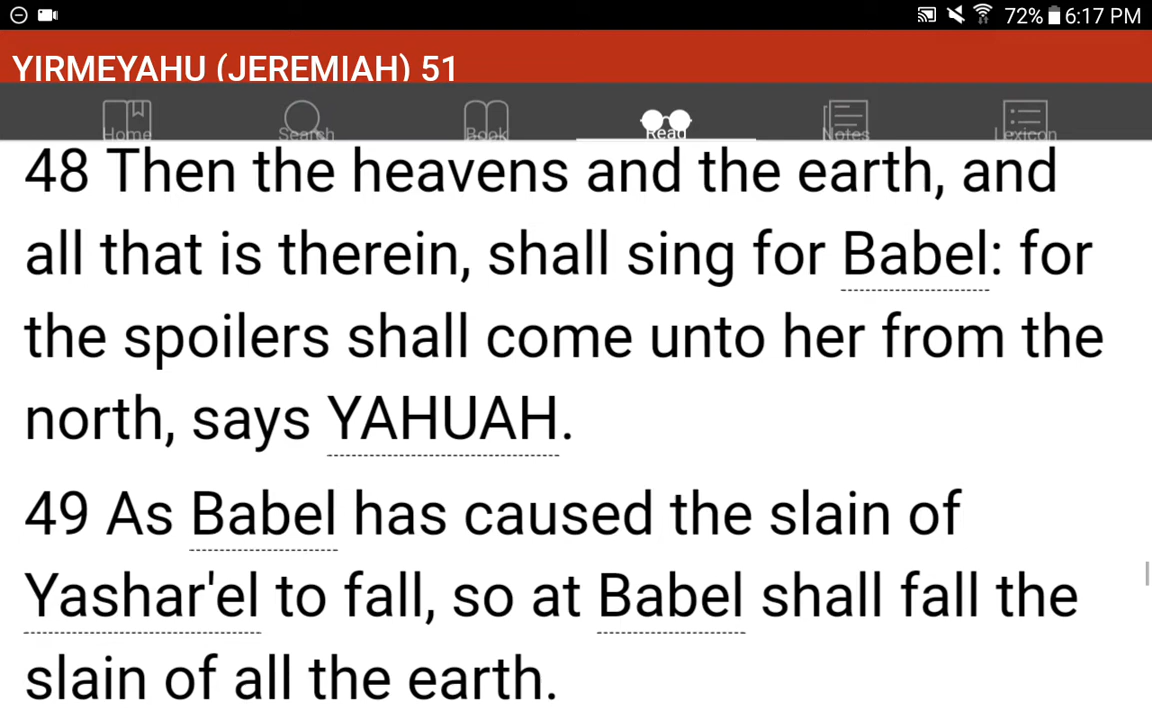 72% 6:17 PM
YIRMEYAHU (JEREMIAH) 51
Home Search Book Read Notes Lexicon
48 Then the heavens and the earth, and
all that is therein, shall sing for Babel: for
the spoilers shall come unto her from the
north, says YAHUAH.
49 As Babel has caused the slain of
Yashar'el to fall, so at Babel shall fall the
slain of all the earth.